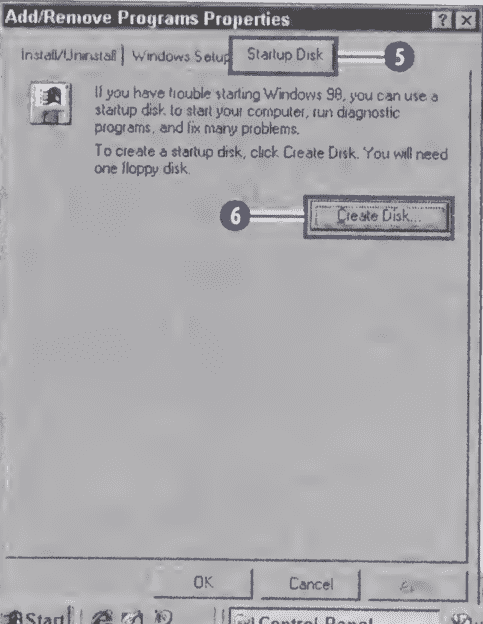 Add/Remove Programs Properties ? ×
Install/Uninstall Windows Setup Startup Disk 5
If you have trouble starting Windows 98, you can use a
startup disk to start your computer, run diagnostic
programs, and fix many problems.
To create a startup disk, click Create Disk. You will need
one floppy disk.
6 Create Disk...
OK Cancel
Start Control Panel